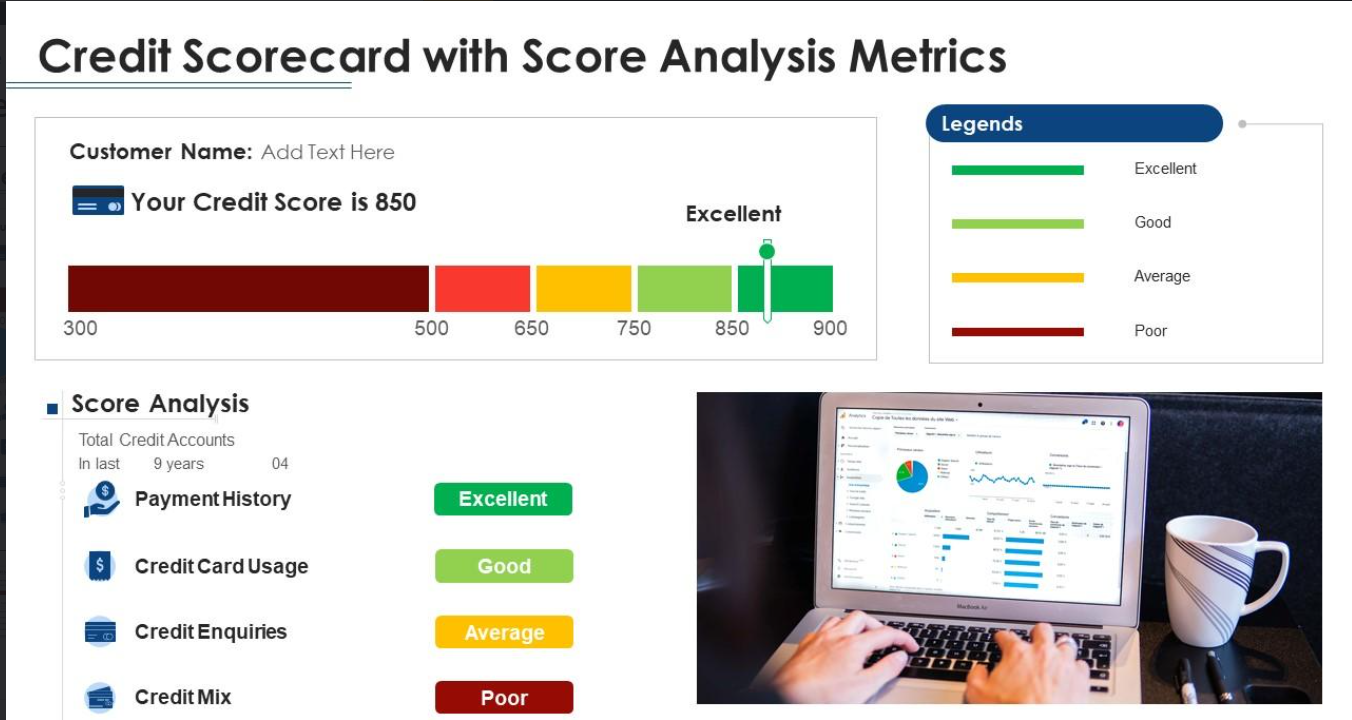 Credit Scorecard with Score Analysis Metrics
Customer Name: Add Text Here
Your Credit Score is 850
Excellent
300 500 650 750 850 900
Legends
Excellent
Good
Average
Poor
Score Analysis
Total Credit Accounts
In last 9 years 04
Payment History Excellent
Credit Card Usage Good
Credit Enquiries Average
Credit Mix Poor
Analytics
MacBook Air